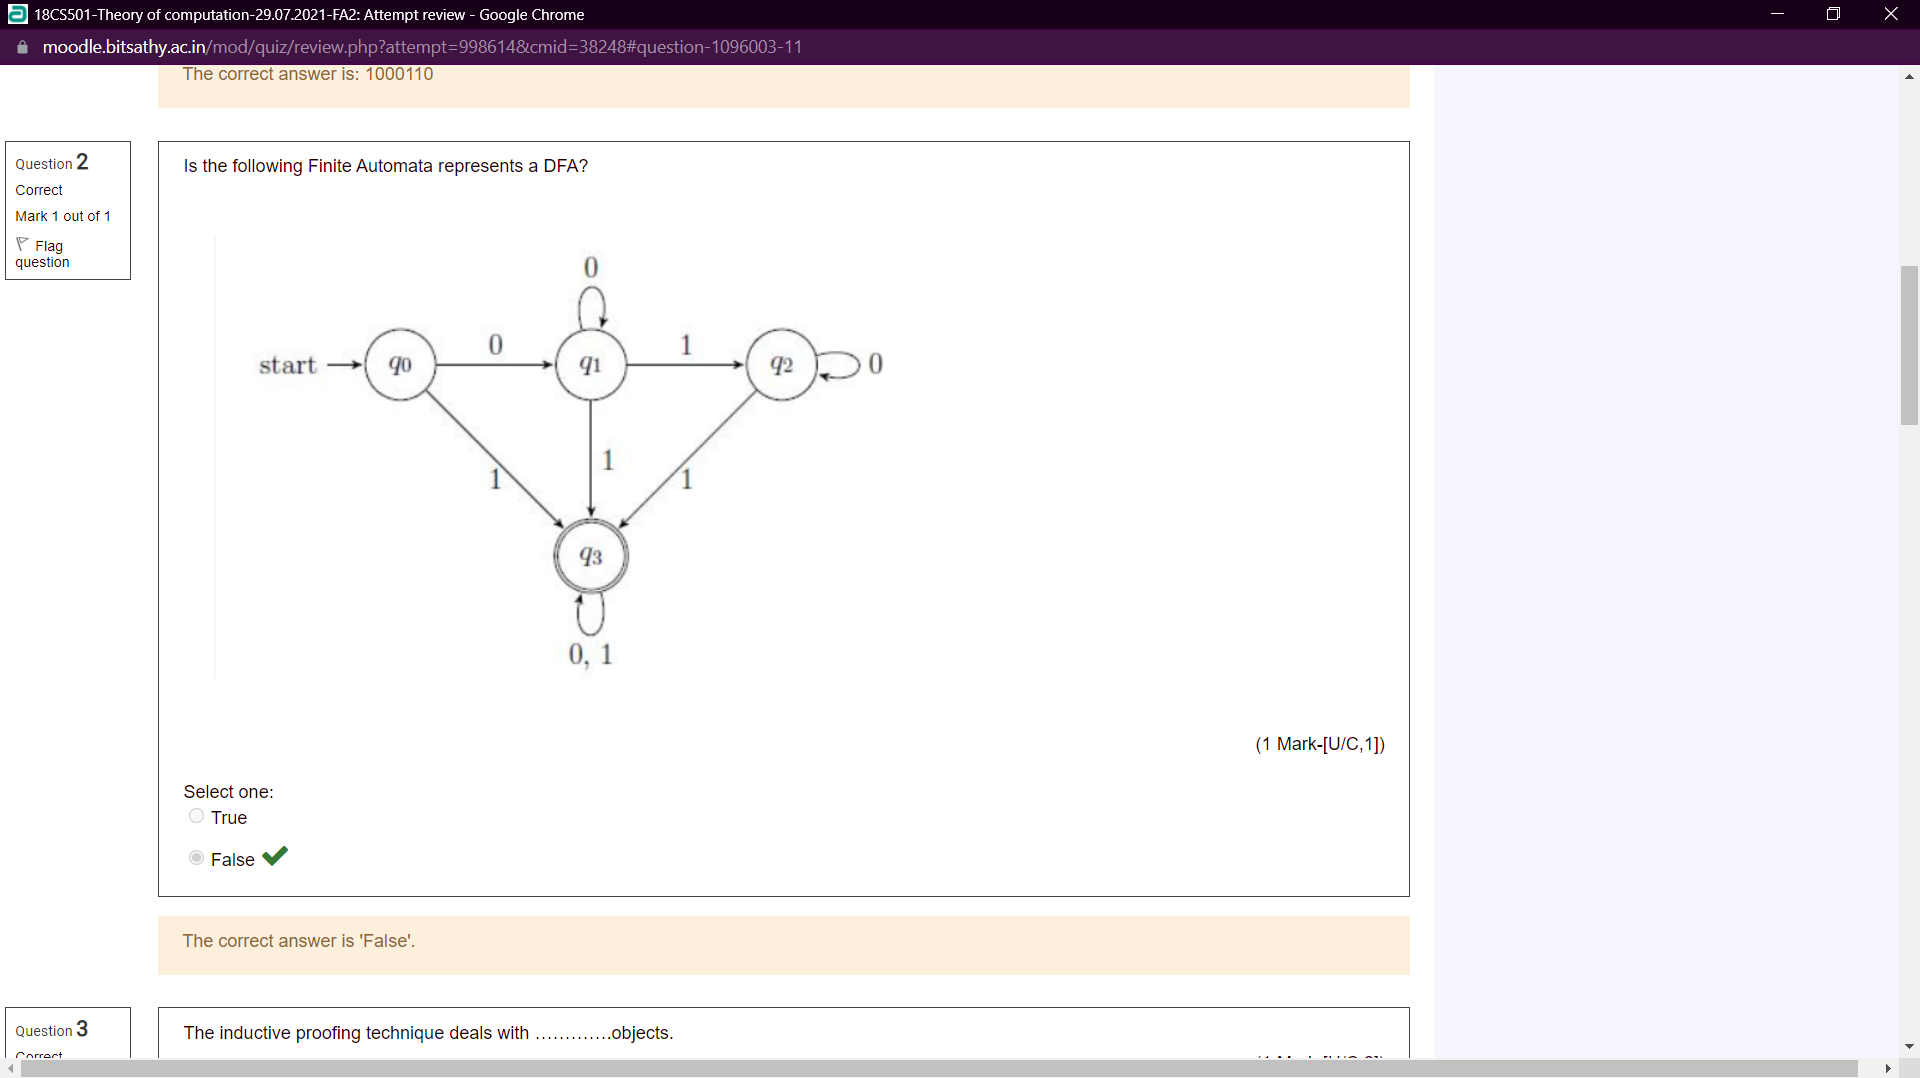 18CS501-Theory of computation-29.07.2021-FA2: Attempt review - Google Chrome
moodle.bitsathy.ac.in/mod/quiz/review.php?attempt=998614&cmid=38248#question-1096003-11
The correct answer is: 1000110
Question 2
Correct
Mark 1 out of 1
Flag
question
Is the following Finite Automata represents a DFA?
0
start
q0
0
q1
1
q2
0
1
1
1
q3
0, 1
(1 Mark-[U/C,1])
Select one:
True
False
The correct answer is 'False'.
Question 3
Correct
The inductive proofing technique deals with .............objects.